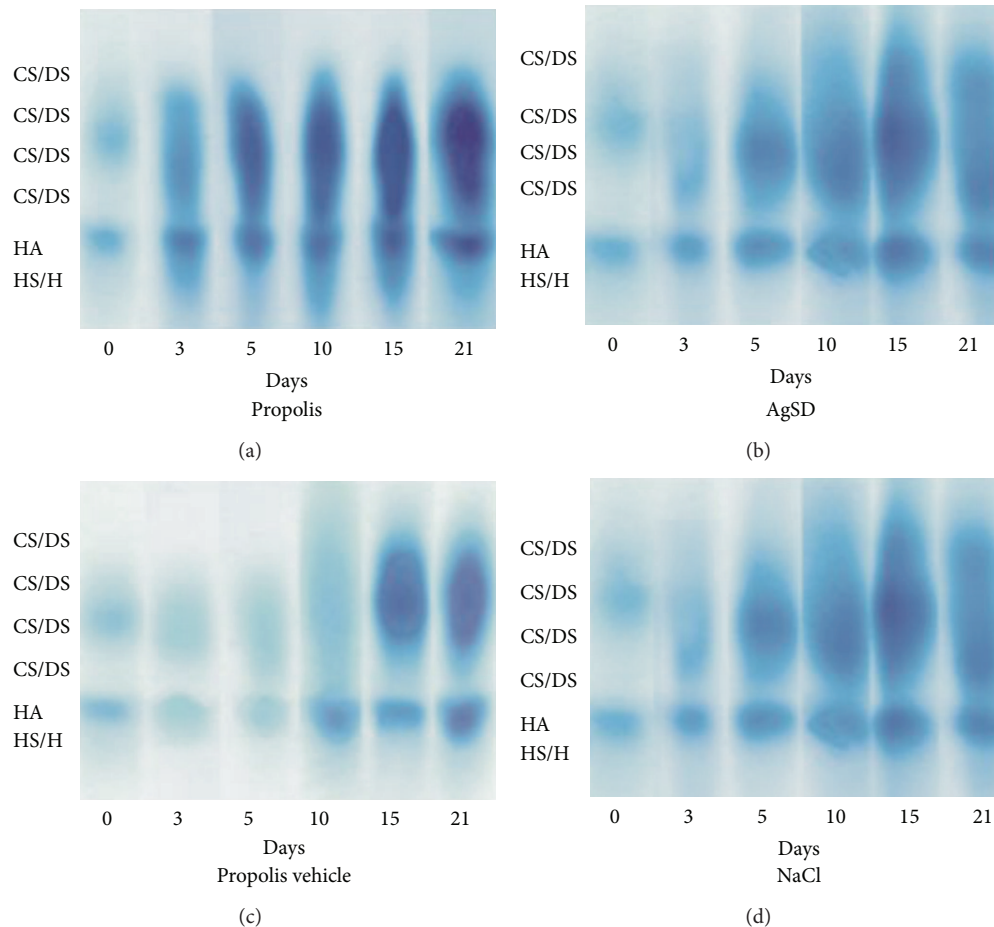 CS/DS
CS/DS
CS/DS
CS/DS
HA
HS/H
0 3 5 10 15 21
Days
Propolis
(a)
CS/DS
CS/DS
CS/DS
CS/DS
HA
HS/H
0 3 5 10 15 21
Days
AgSD
(b)
CS/DS
CS/DS
CS/DS
CS/DS
HA
HS/H
0 3 5 10 15 21
Days
Propolis vehicle
(c)
CS/DS
CS/DS
CS/DS
CS/DS
HA
HS/H
0 3 5 10 15 21
Days
NaCl
(d)